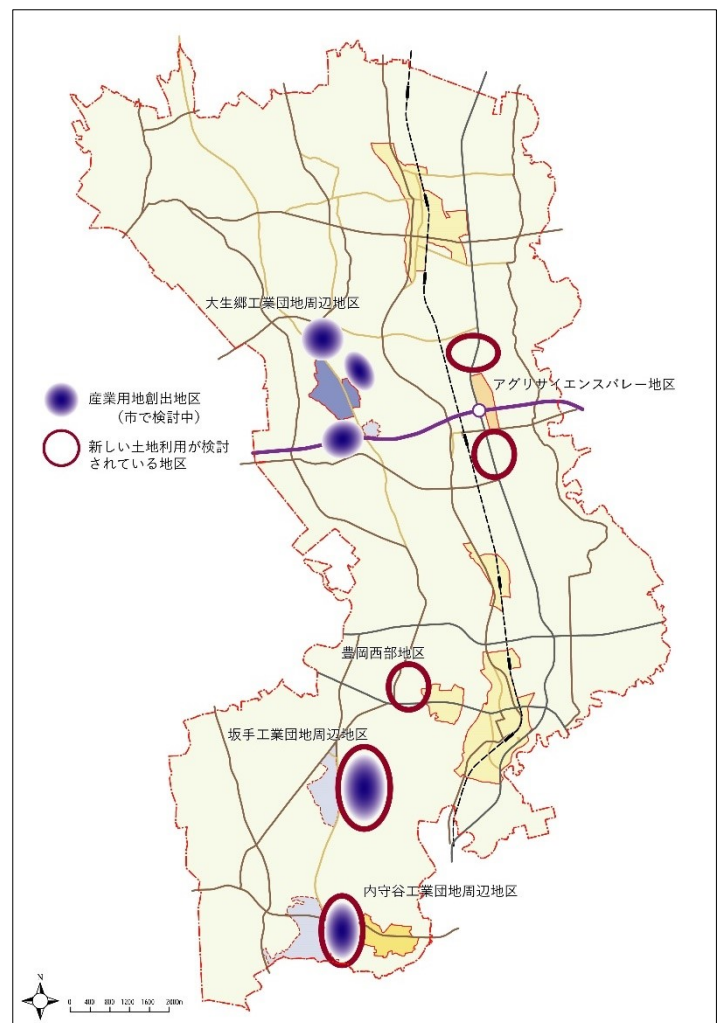 大生郷工業団地周辺地区
アグリサイエンスバレー地区
産業用地創出地区
（市で検討中）
新しい土地利用が検討
されている地区
豊岡西部地区
坂手工業団地周辺地区
内守谷工業団地周辺地区
N
0 400 800 1200 1600 2000m